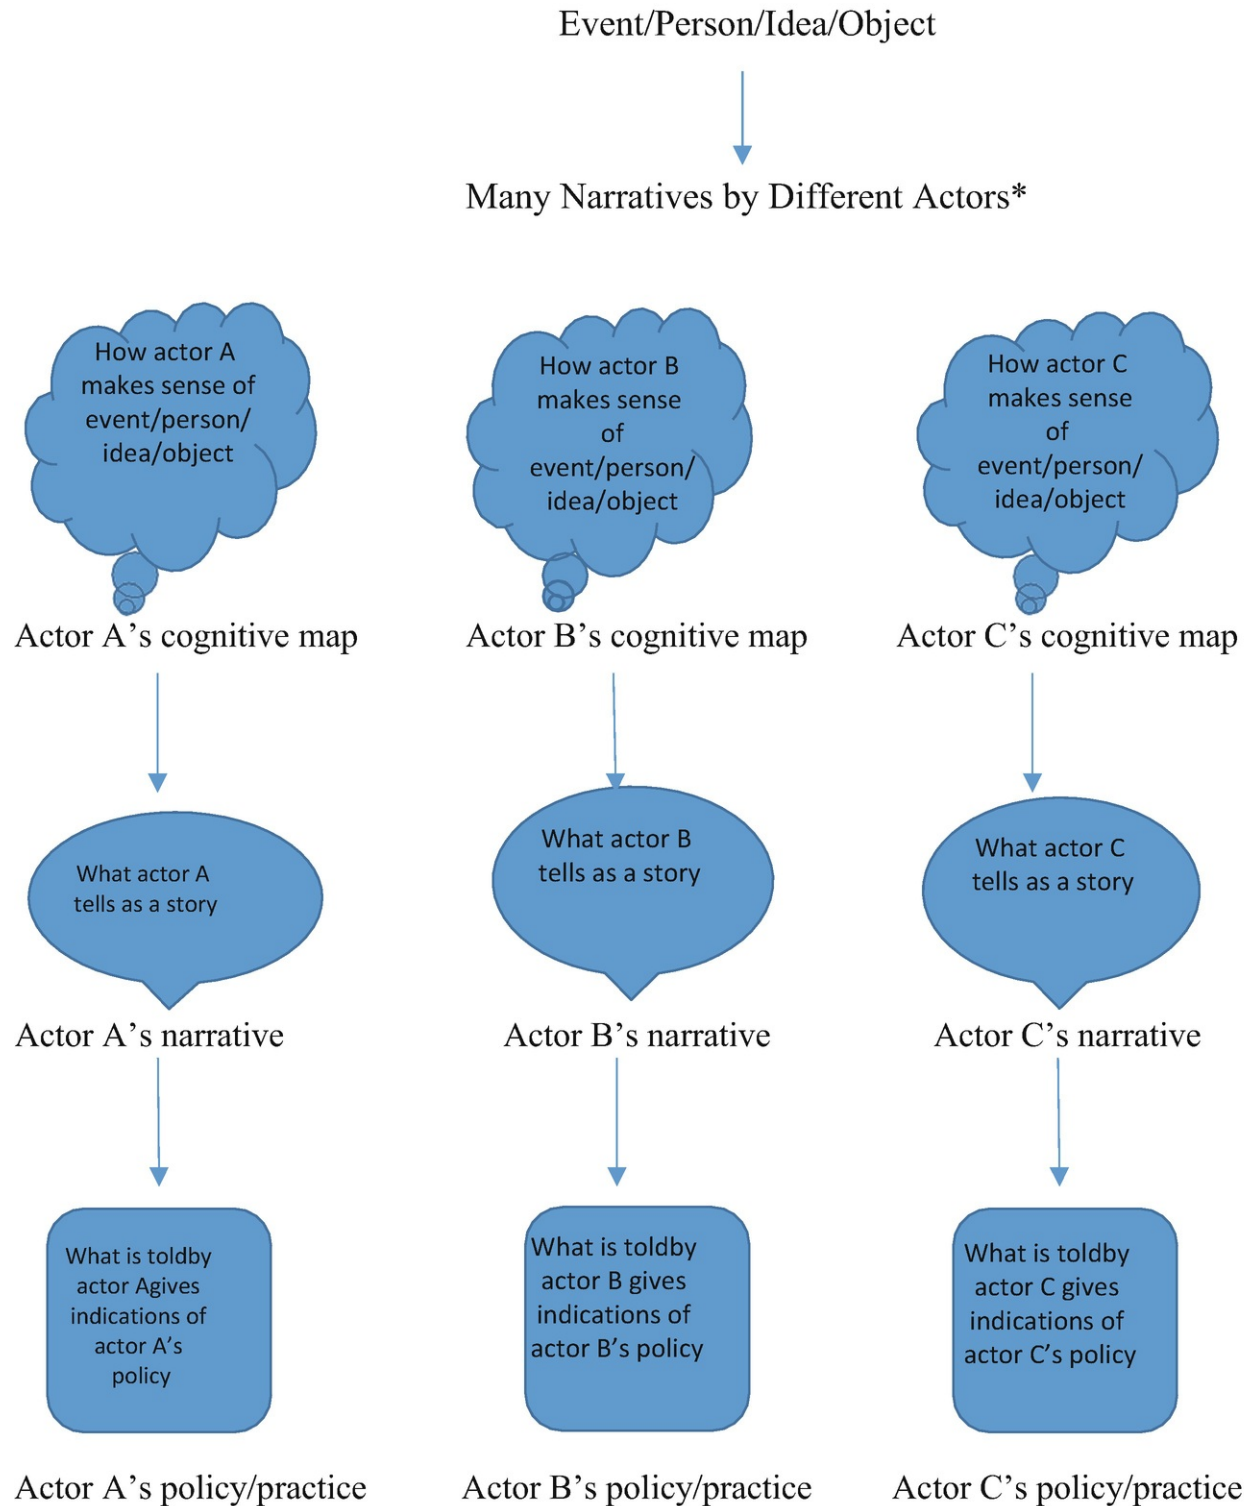 Event/Person/Idea/Object
Many Narratives by Different Actors*
How actor A
makes sense of
event/person/
idea/object
How actor B
makes sense
of
event/person/
idea/object
How actor C
makes sense
of
event/person/
idea/object
Actor A’s cognitive map
Actor B’s cognitive map
Actor C’s cognitive map
What actor A
tells as a story
What actor B
tells as a story
What actor C
tells as a story
Actor A’s narrative
Actor B’s narrative
Actor C’s narrative
What is toldby
actor Agives
indications of
actor A’s
policy
What is toldby
actor B gives
indications of
actor B’s policy
What is toldby
actor C gives
indications of
actor C’s policy
Actor A’s policy/practice
Actor B’s policy/practice
Actor C’s policy/practice